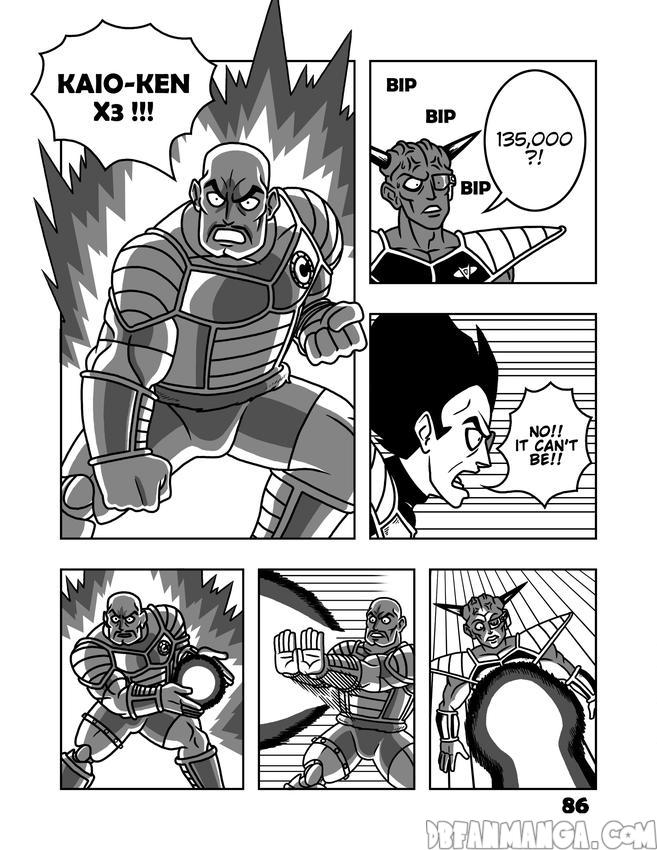 KAIO-KEN
X3 !!!
BIP
BIP
BIP
135,000
?!
NO!!
IT CAN'T
BE!!
86
DBFANMANGA.COM